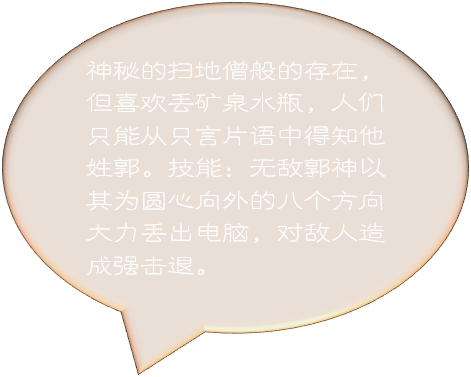 神秘的扫地僧般的存在，
但喜欢丢矿泉水瓶，人们
只能从只言片语中得知他
姓郭。技能：无敌郭神以
其为圆心向外的八个方向
大力丢出电脑，对敌人造
成强击退。